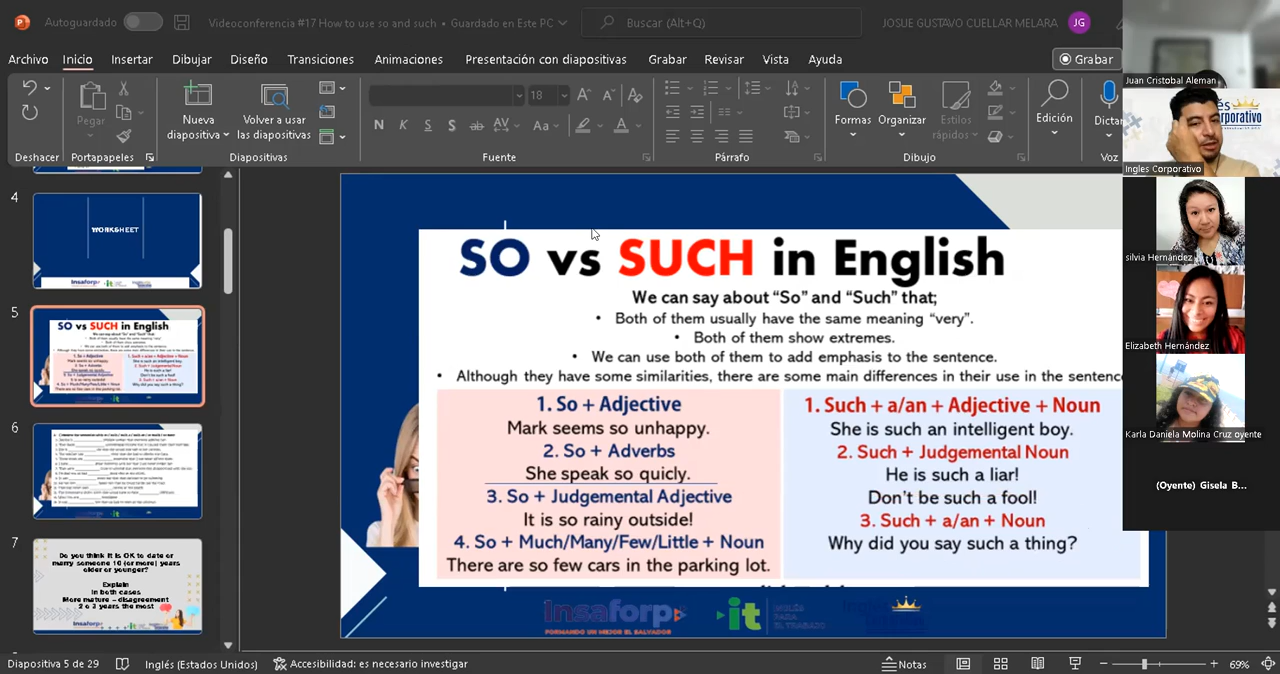 Autoguardado
Videoconferencia #17 How to use so and such • Guardado en Este PC
Buscar (Alt+Q)
JOSUE GUSTAVO CUELLAR MELARA
JG
Archivo Inicio Insertar Dibujar Diseño Transiciones Animaciones Presentación con diapositivas Grabar Revisar Vista Ayuda
Grabar
18
Pegar
Nueva diapositiva
Volver a usar las diapositivas
N K S S ab AV Aa A
Formas Organizar Estilos rápidos
Edición
Dictar
Deshacer Portapapeles Diapositivas Fuente Párrafo Dibujo Voz
4
WORKSHEET
5
6
7
Do you think it is OK to date or
marry someone 10 (or more) years
older or younger?
Explain
in both cases
More mature – disagreement
2 o 3 years the most
SO vs SUCH in English
We can say about “So” and “Such” that;
• Both of them usually have the same meaning “very”.
• Both of them show extremes.
• We can use both of them to add emphasis to the sentence.
• Although they have some similarities, there are some main differences in their use in the sentence
1. So + Adjective
Mark seems so unhappy.
2. So + Adverbs
She speak so quicly.
3. So + Judgemental Adjective
It is so rainy outside!
4. So + Much/Many/Few/Little + Noun
There are so few cars in the parking lot.
1. Such + a/an + Adjective + Noun
She is such an intelligent boy.
2. Such + Judgemental Noun
He is such a liar!
Don’t be such a fool!
3. Such + a/an + Noun
Why did you say such a thing?
Insaforp
FORMANDO UN MEJOR EL SALVADOR
it
INGLÉS
PARA
EL TRABAJO
Juan Cristobal Aleman
Ingles Corporativo
silvia Hernández
Elizabeth Hernández
Karla Daniela Molina Cruz oyente
(Oyente) Gisela B...
Diapositiva 5 de 29
Inglés (Estados Unidos)
Accesibilidad: es necesario investigar
Notas
69%